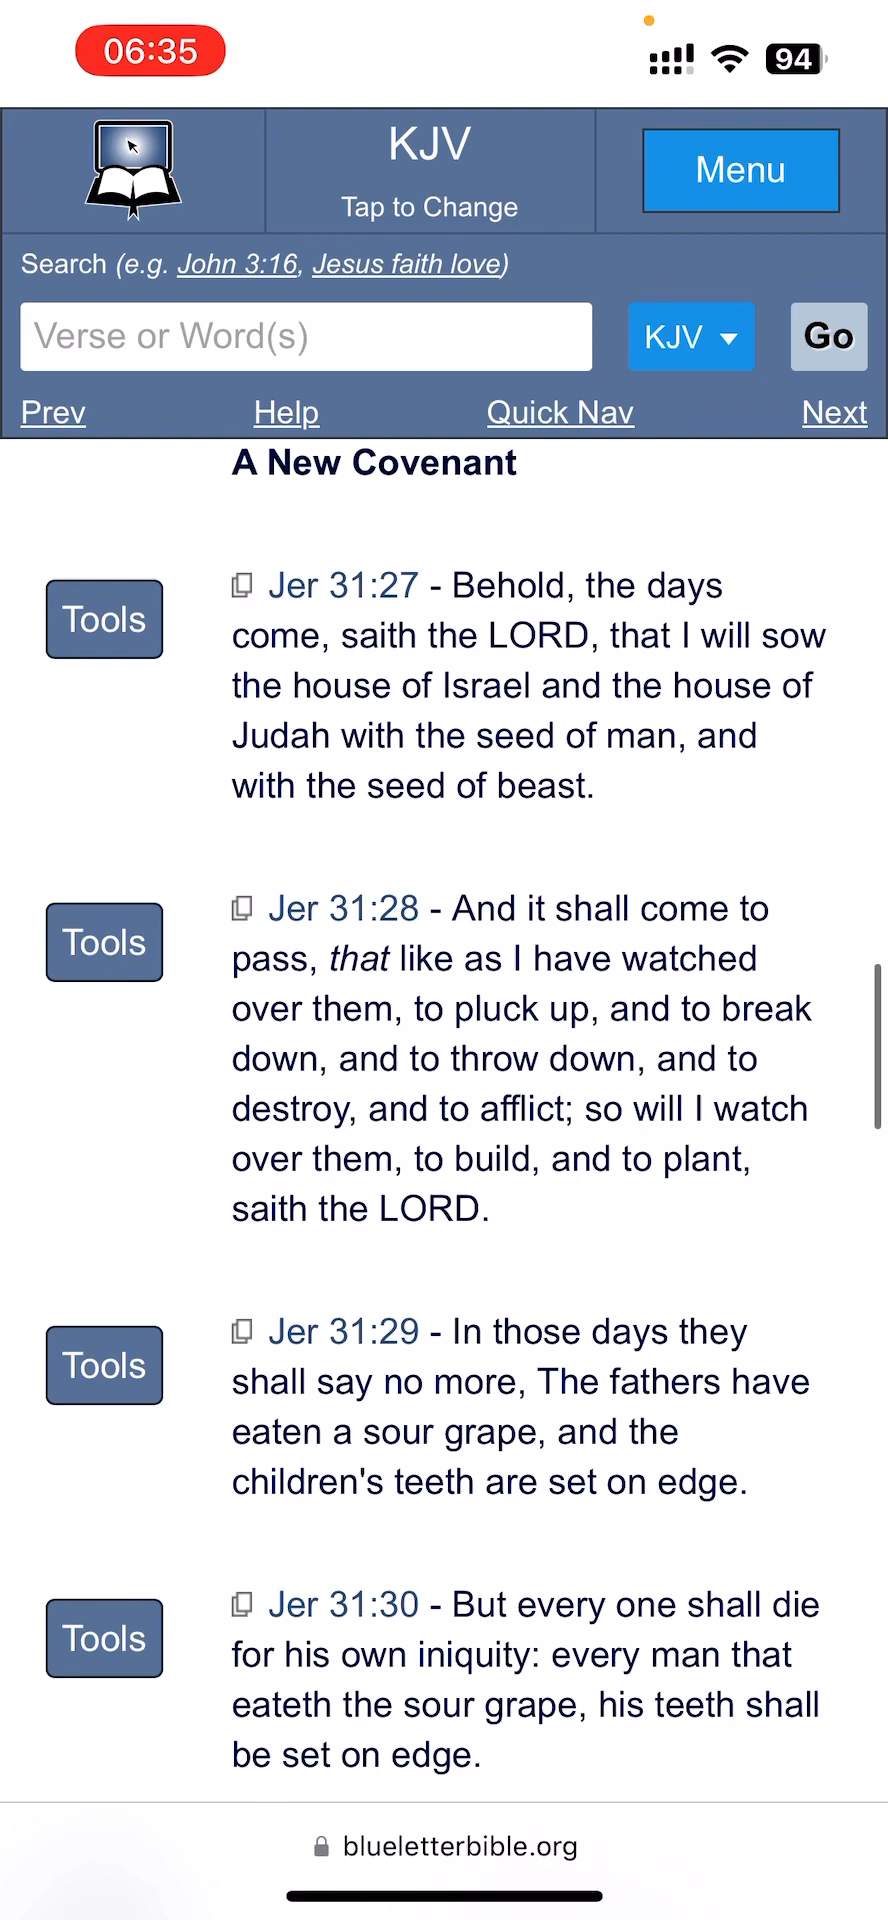 06:35
94
KJV
Tap to Change
Menu
Search (e.g. John 3:16, Jesus faith love)
Verse or Word(s)
KJV
Go
Prev
Help
Quick Nav
Next
A New Covenant
Tools
Jer 31:27 - Behold, the days
come, saith the LORD, that I will sow
the house of Israel and the house of
Judah with the seed of man, and
with the seed of beast.
Tools
Jer 31:28 - And it shall come to
pass, that like as I have watched
over them, to pluck up, and to break
down, and to throw down, and to
destroy, and to afflict; so will I watch
over them, to build, and to plant,
saith the LORD.
Tools
Jer 31:29 - In those days they
shall say no more, The fathers have
eaten a sour grape, and the
children's teeth are set on edge.
Tools
Jer 31:30 - But every one shall die
for his own iniquity: every man that
eateth the sour grape, his teeth shall
be set on edge.
blueletterbible.org